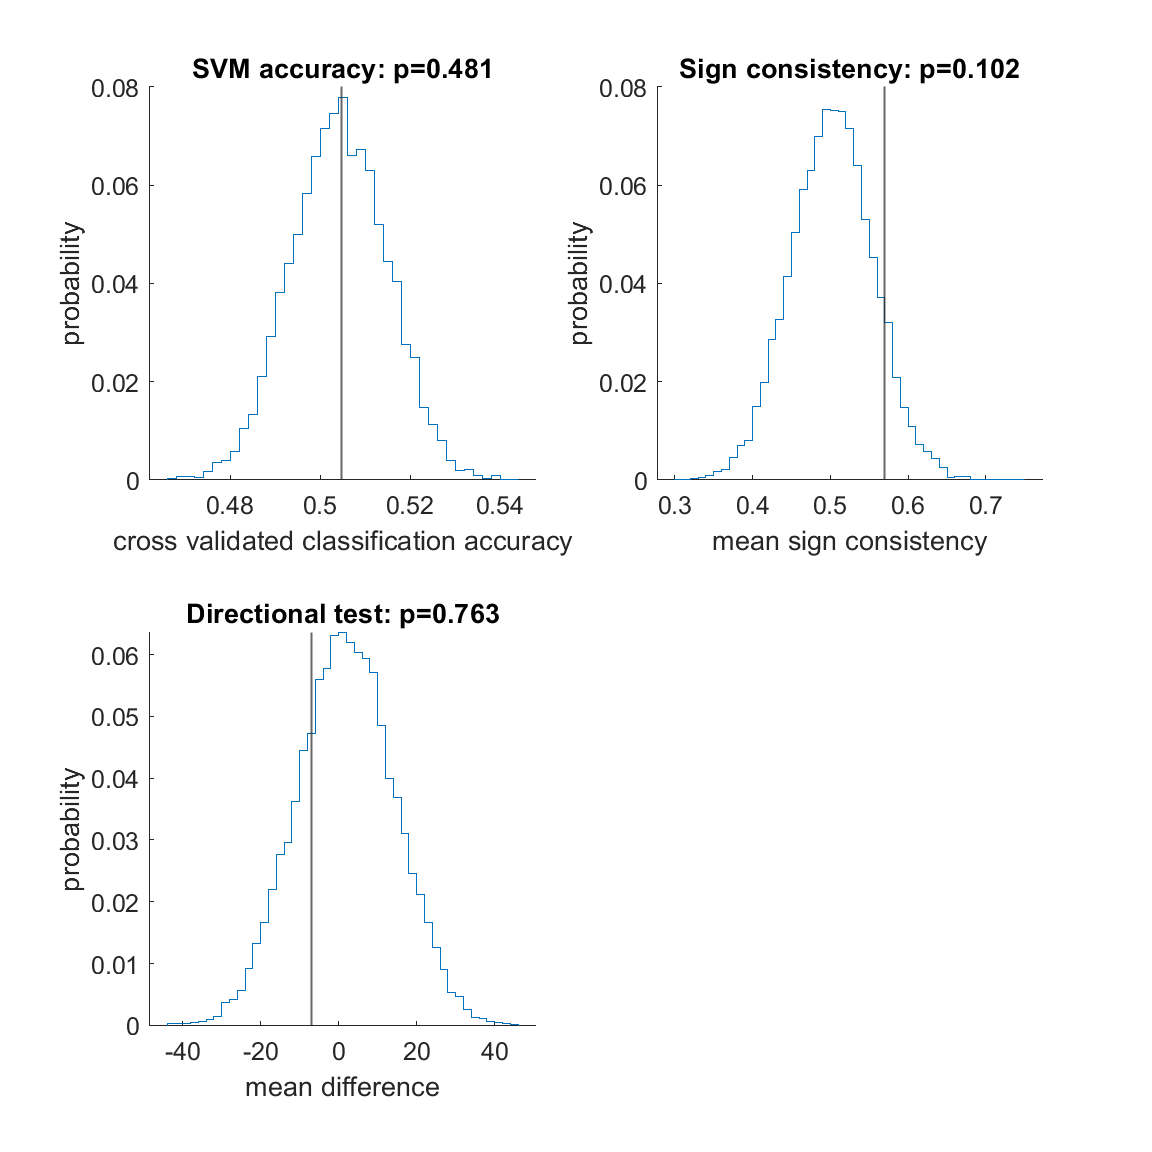 SVM accuracy: p=0.481
0.08
0.06
0.04
0.02
0
probability
0.48 0.5 0.52 0.54
cross validated classification accuracy
Sign consistency: p=0.102
0.08
0.06
0.04
0.02
0
probability
0.3 0.4 0.5 0.6 0.7
mean sign consistency
Directional test: p=0.763
0.06
0.05
0.04
0.03
0.02
0.01
0
probability
-40 -20 0 20 40
mean difference